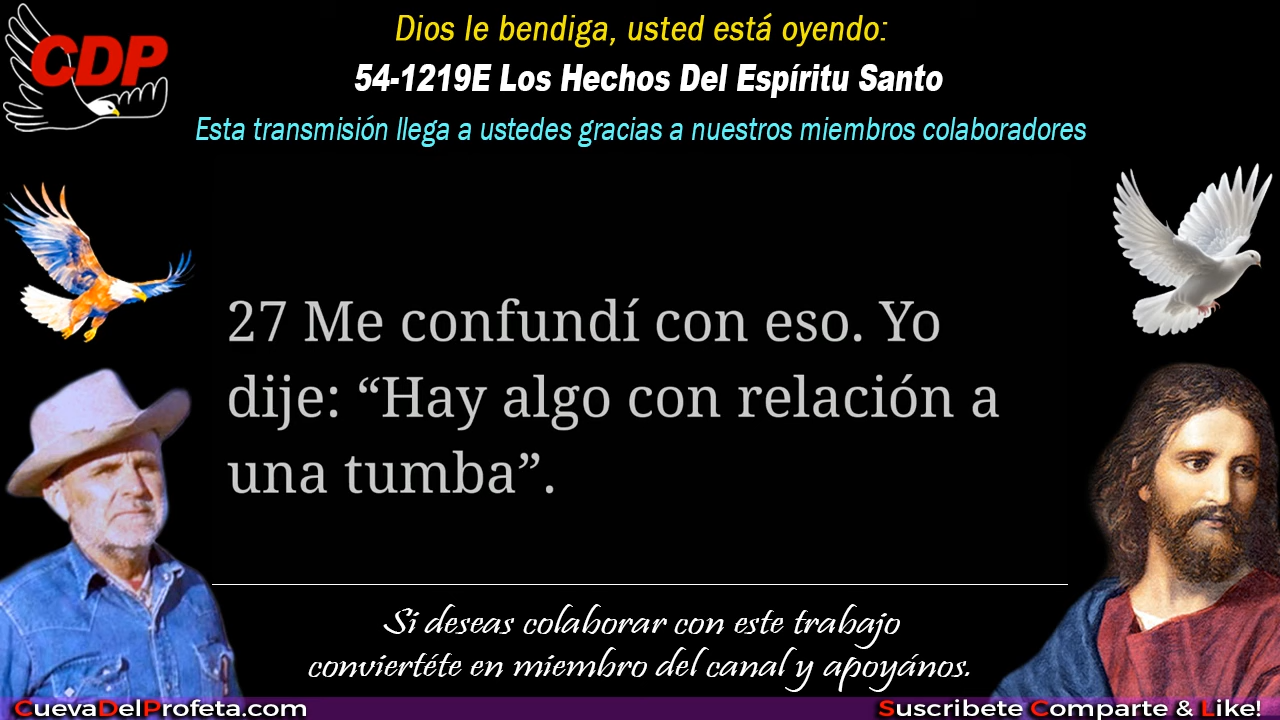 CDP
Dios le bendiga, usted está oyendo:
54-1219E Los Hechos Del Espíritu Santo
Esta transmisión llega a ustedes gracias a nuestros miembros colaboradores
27 Me confundí con eso. Yo
dije: “Hay algo con relación a
una tumba”.
Si deseas colaborar con este trabajo
conviertéte en miembro del canal y apoyános.
CuevaDelProfeta.com
Suscribete Comparte & Like!